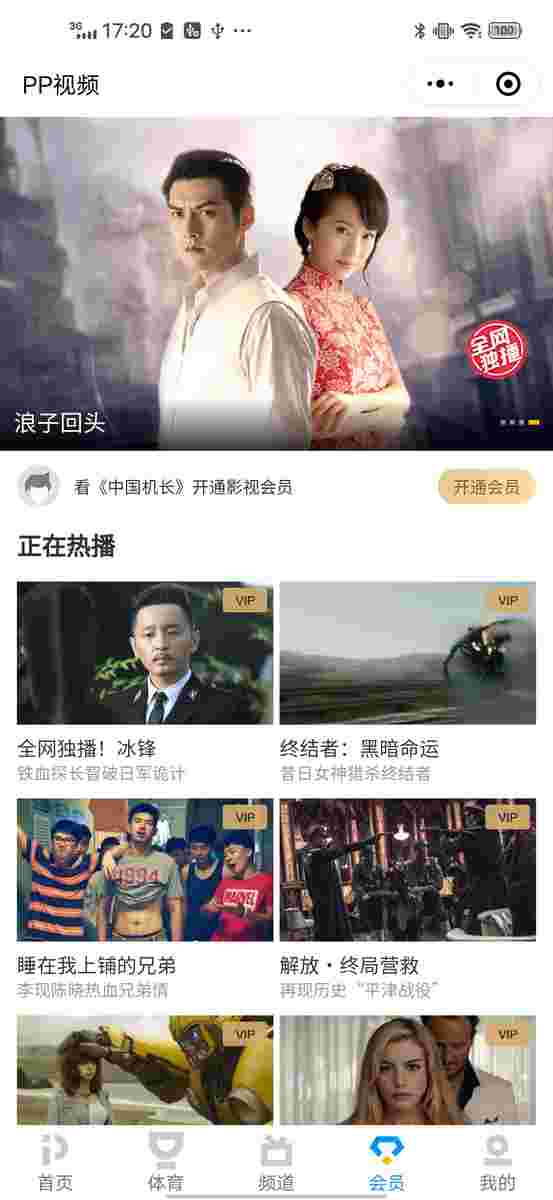 3G 17:20 100
PP视频
全网
独播
浪子回头
看《中国机长》开通影视会员
开通会员
正在热播
VIP
VIP
全网独播！冰锋
终结者：黑暗命运
铁血探长智破日军诡计
昔日女神猎杀终结者
VIP
VIP
1994
MARVEL
睡在我上铺的兄弟
解放·终局营救
李现陈晓热血兄弟情
再现历史“平津战役”
VIP
VIP
首页
体育
频道
会员
我的